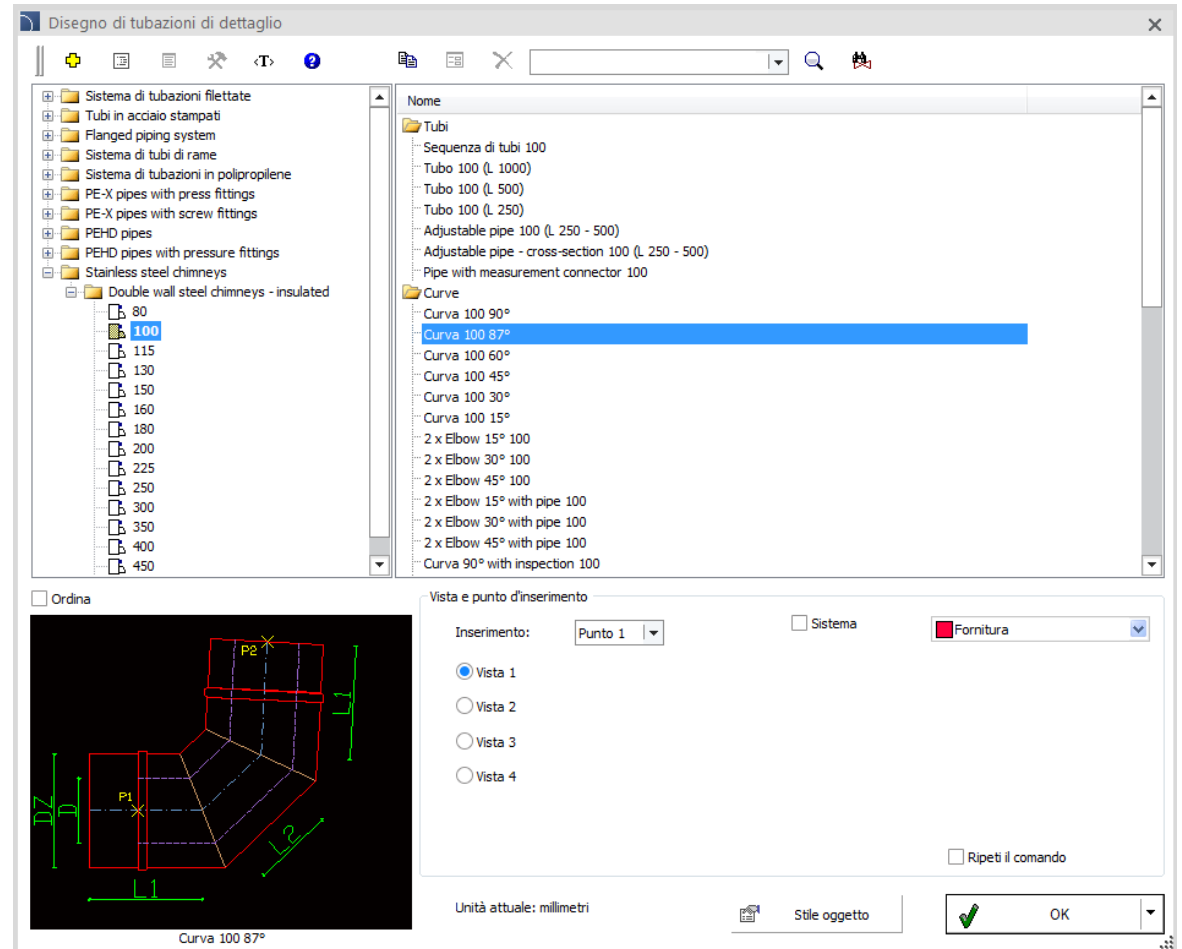 Disegno di tubazioni di dettaglio
‹T›
Sistema di tubazioni filettate
Tubi in acciaio stampati
Flanged piping system
Sistema di tubi di rame
Sistema di tubazioni in polipropilene
PE-X pipes with press fittings
PE-X pipes with screw fittings
PEHD pipes
PEHD pipes with pressure fittings
Stainless steel chimneys
Double wall steel chimneys - insulated
80
100
115
130
150
160
180
200
225
250
300
350
400
450
Nome
Tubi
Sequenza di tubi 100
Tubo 100 (L 1000)
Tubo 100 (L 500)
Tubo 100 (L 250)
Adjustable pipe 100 (L 250 - 500)
Adjustable pipe - cross-section 100 (L 250 - 500)
Pipe with measurement connector 100
Curve
Curva 100 90°
Curva 100 87°
Curva 100 60°
Curva 100 45°
Curva 100 30°
Curva 100 15°
2 x Elbow 15° 100
2 x Elbow 30° 100
2 x Elbow 45° 100
2 x Elbow 15° with pipe 100
2 x Elbow 30° with pipe 100
2 x Elbow 45° with pipe 100
Curva 90° with inspection 100
Ordina
P2
L1
P1
DZ
D
L2
L1
Curva 100 87°
Vista e punto d'inserimento
Inserimento: Punto 1
Sistema
Fornitura
Vista 1
Vista 2
Vista 3
Vista 4
Ripeti il comando
Unità attuale: millimetri
Stile oggetto
OK